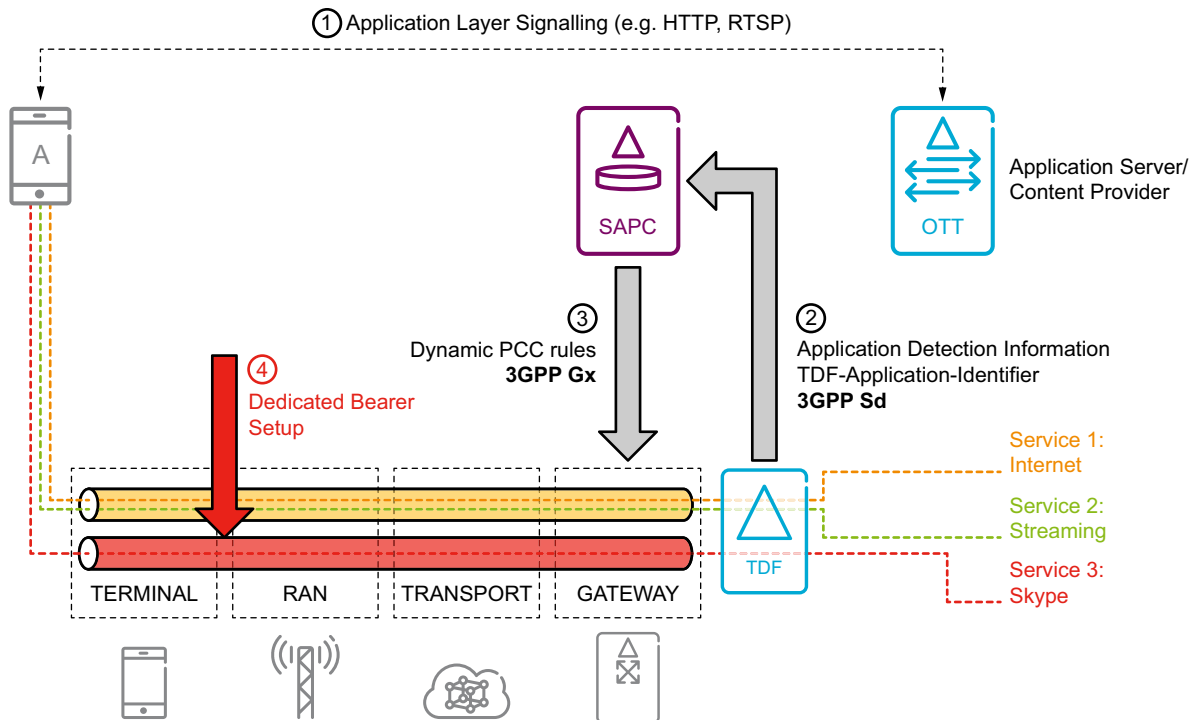 1 Application Layer Signalling (e.g. HTTP, RTSP)
A
SAPC
OTT
Application Server/
Content Provider
3
Dynamic PCC rules
3GPP Gx
2
Application Detection Information
TDF-Application-Identifier
3GPP Sd
4
Dedicated Bearer
Setup
Service 1:
Internet
Service 2:
Streaming
Service 3:
Skype
TDF
TERMINAL
RAN
TRANSPORT
GATEWAY